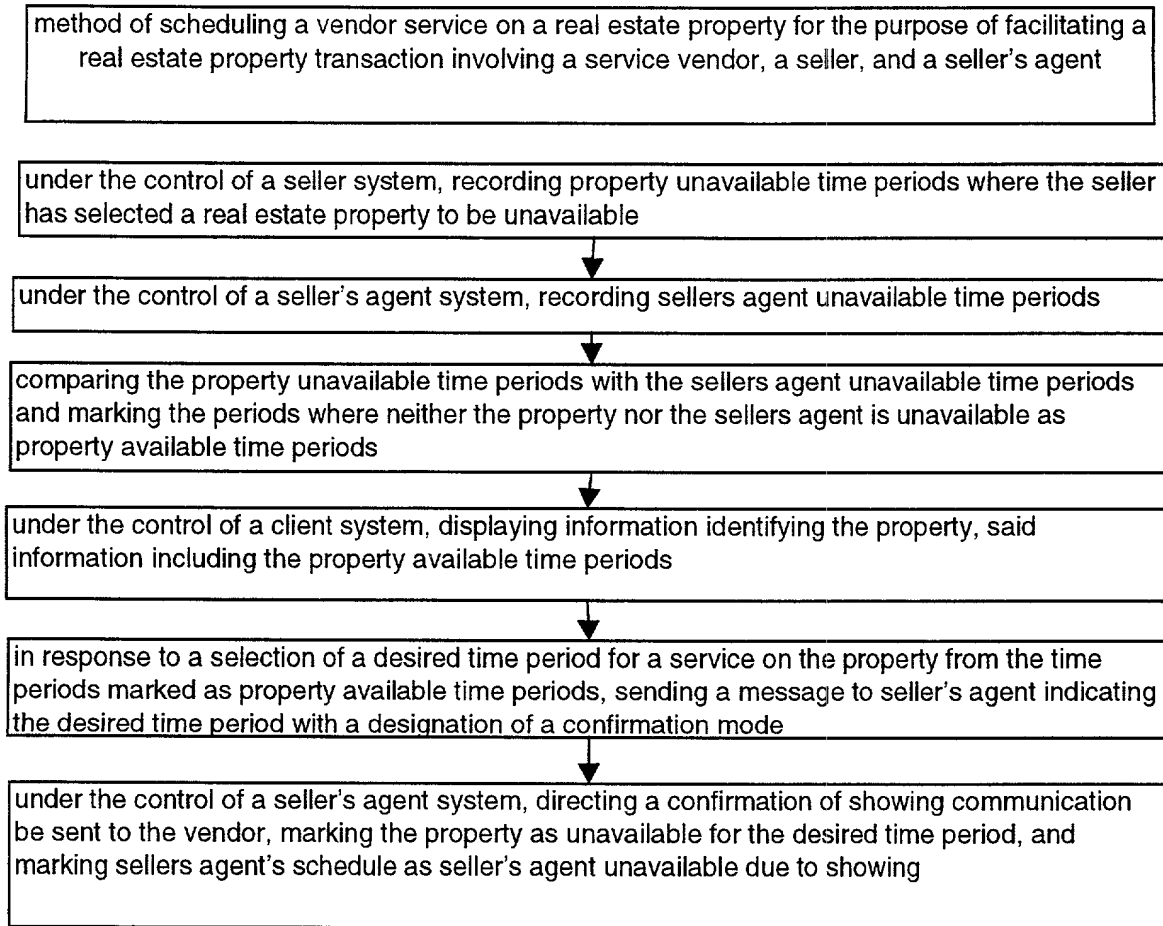 method of scheduling a vendor service on a real estate property for the purpose of facilitating a
real estate property transaction involving a service vendor, a seller, and a seller's agent
under the control of a seller system, recording property unavailable time periods where the seller
has selected a real estate property to be unavailable
under the control of a seller's agent system, recording sellers agent unavailable time periods
comparing the property unavailable time periods with the sellers agent unavailable time periods
and marking the periods where neither the property nor the sellers agent is unavailable as
property available time periods
under the control of a client system, displaying information identifying the property, said
information including the property available time periods
in response to a selection of a desired time period for a service on the property from the time
periods marked as property available time periods, sending a message to seller's agent indicating
the desired time period with a designation of a confirmation mode
under the control of a seller's agent system, directing a confirmation of showing communication
be sent to the vendor, marking the property as unavailable for the desired time period, and
marking sellers agent's schedule as seller's agent unavailable due to showing